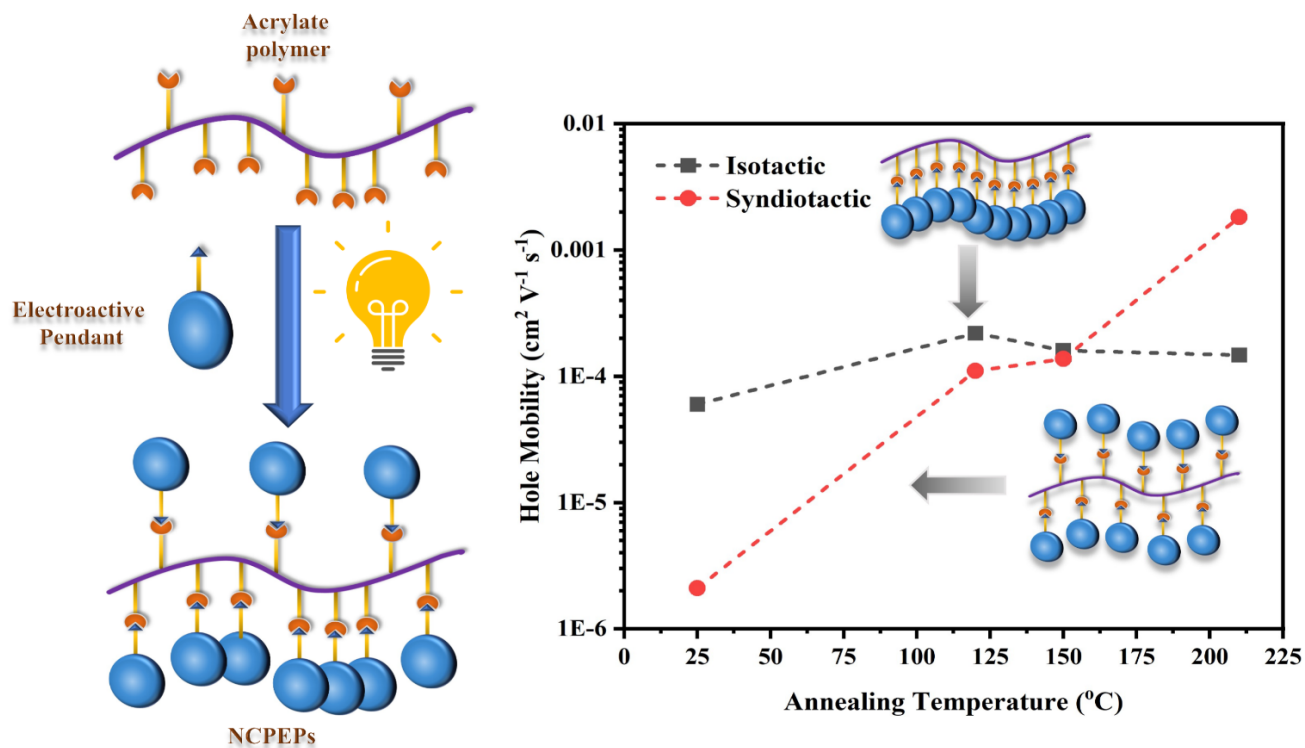 Acrylate
polymer
Electroactive
Pendant
NCPEPs
Isotactic
Syndiotactic
Hole Mobility (cm² V⁻¹ s⁻¹)
0.01
0.001
1E-4
1E-5
1E-6
0 25 50 75 100 125 150 175 200 225
Annealing Temperature (ºC)